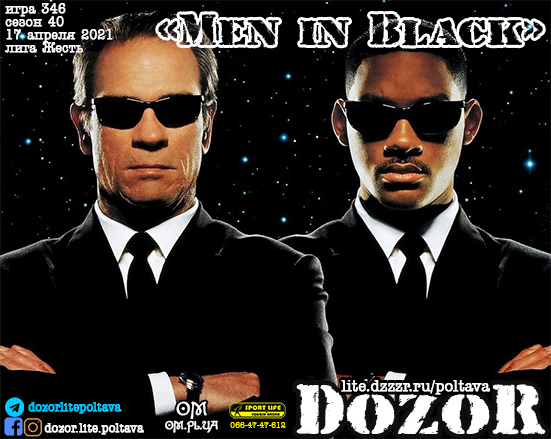 игра 346
сезон 40
17 апреля 2021
лига Жесть
«Men in Black»
lite.dzzzr.ru/poltava
DozoR
dozorlitepoltava
dozor.lite.poltava
OM
OM.PL.UA
SPORT LIFE
066-47-47-612